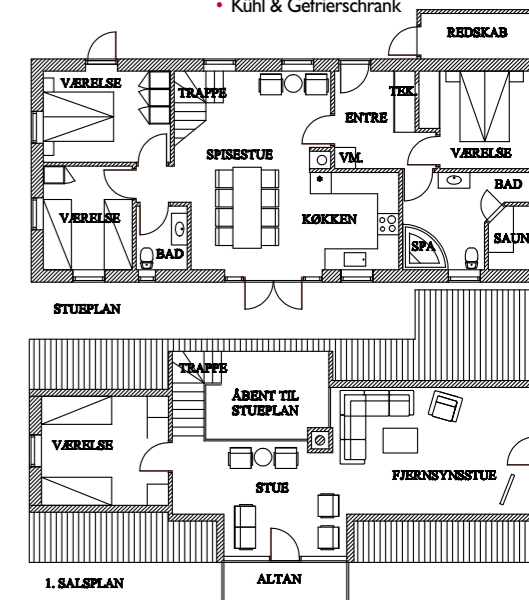 • Kühl & Gefrierschrank
REDSKAB
VÆRELSE
TRAPPE
TEK.
ENTRE
SPISESTUE
VM.
VÆRELSE
BAD
VÆRELSE
KØKKEN
SPA
SAUN
BAD
STUEPLAN
TRAPPE
ÅBENT TIL
STUEPLAN
VÆRELSE
STUE
FJERNSYNSSTUE
1. SALSPLAN
ALTAN